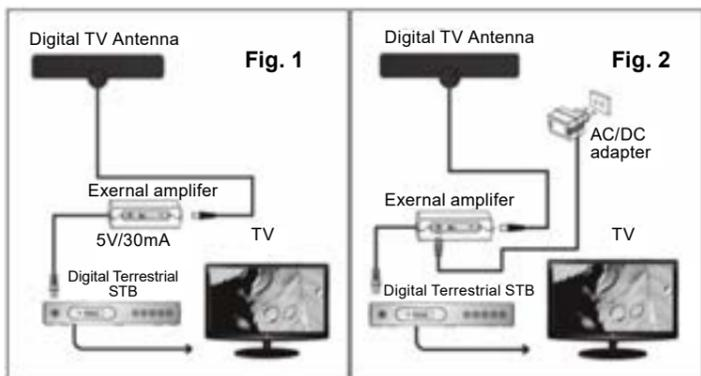 Digital TV Antenna
Fig. 1
Exernal amplifer
5V/30mA
TV
Digital Terrestrial
STB
Digital TV Antenna
Fig. 2
AC/DC
adapter
Exernal amplifer
TV
Digital Terrestrial STB